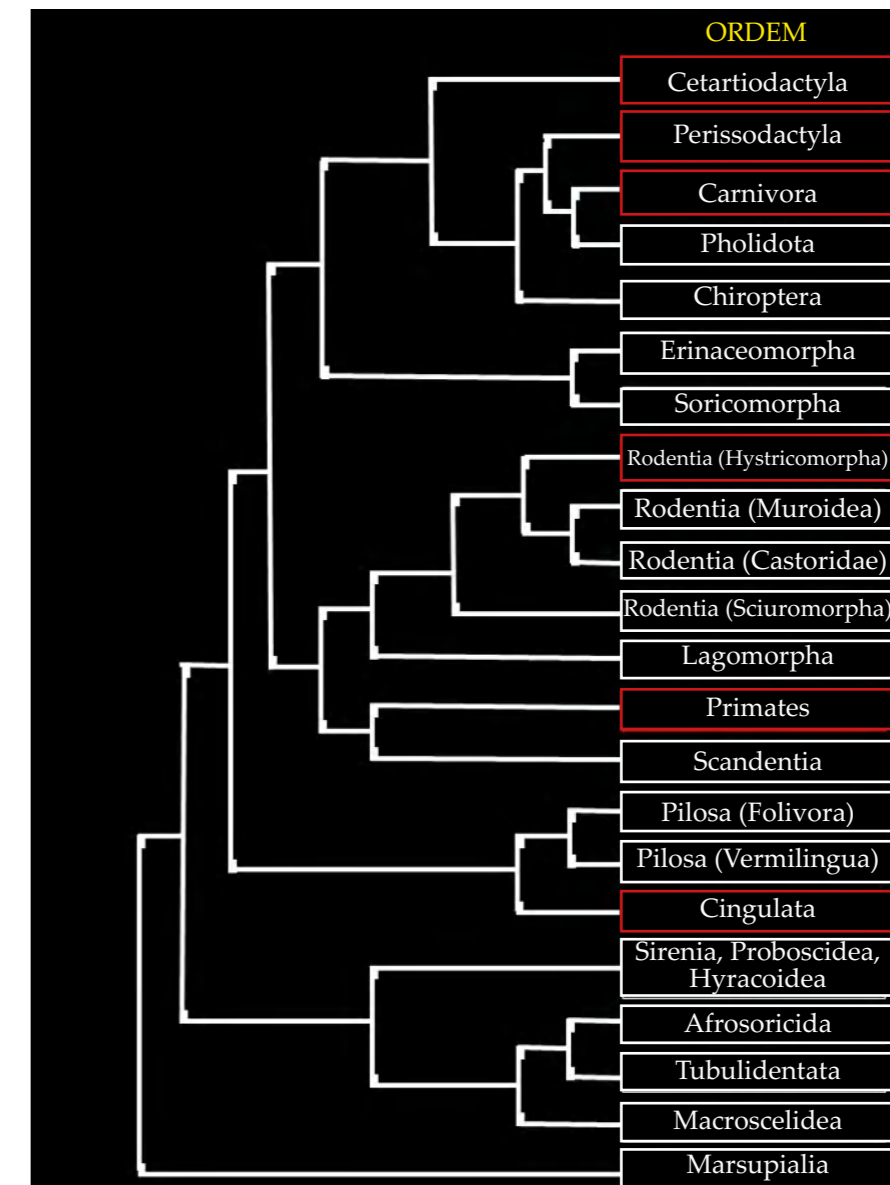 ORDEM
Cetartiodactyla
Perissodactyla
Carnivora
Pholidota
Chiroptera
Erinaceomorpha
Soricomorpha
Rodentia (Hystricomorpha)
Rodentia (Muroidea)
Rodentia (Castoridae)
Rodentia (Sciuromorpha)
Lagomorpha
Primates
Scandentia
Pilosa (Folivora)
Pilosa (Vermilingua)
Cingulata
Sirenia, Proboscidea,
Hyracoidea
Afrosoricida
Tubulidentata
Macroscelidea
Marsupialia